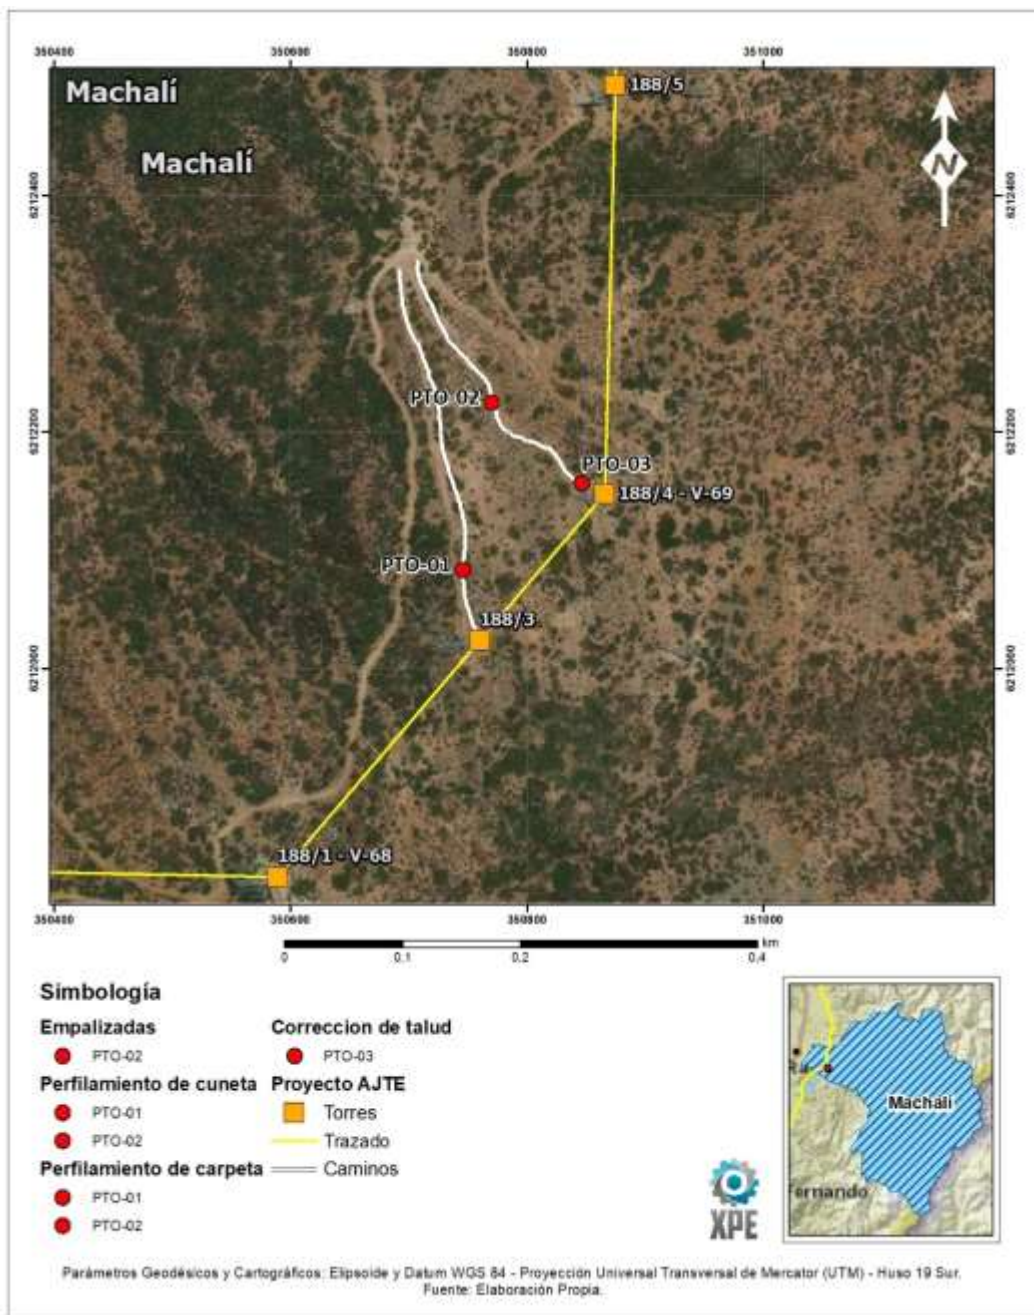 350400 350600 350800 351000
Machalí
Machalí
188/5
N
6212400 6212400
PTO-02
6212200 6212200
PTO-03
188/4 - V-69
PTO-01
188/3
6212000 6212000
188/1 - V-68
350400 350600 350800 351000
km
0 0,1 0,2 0,4
Simbología
Empalizadas
PTO-02
Perfilamiento de cuneta
PTO-01
PTO-02
Perfilamiento de carpeta
PTO-01
PTO-02
Correccion de talud
PTO-03
Proyecto AJTE
Torres
Trazado
Caminos
XPE
Machalí
Fernando
Parámetros Geodésicos y Cartográficos: Elipsoide y Datum WGS 84 - Proyección Universal Transversal de Mercator (UTM) - Huso 19 Sur.
Fuente: Elaboración Propia.